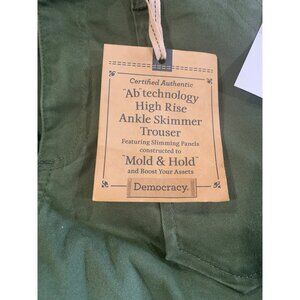 Certified Authentic
"Ab"technology
High Rise
Ankle Skimmer
Trouser
Featuring Slimming Panels
constructed to
"Mold & Hold"
and Boost Your Assets
Democracy.